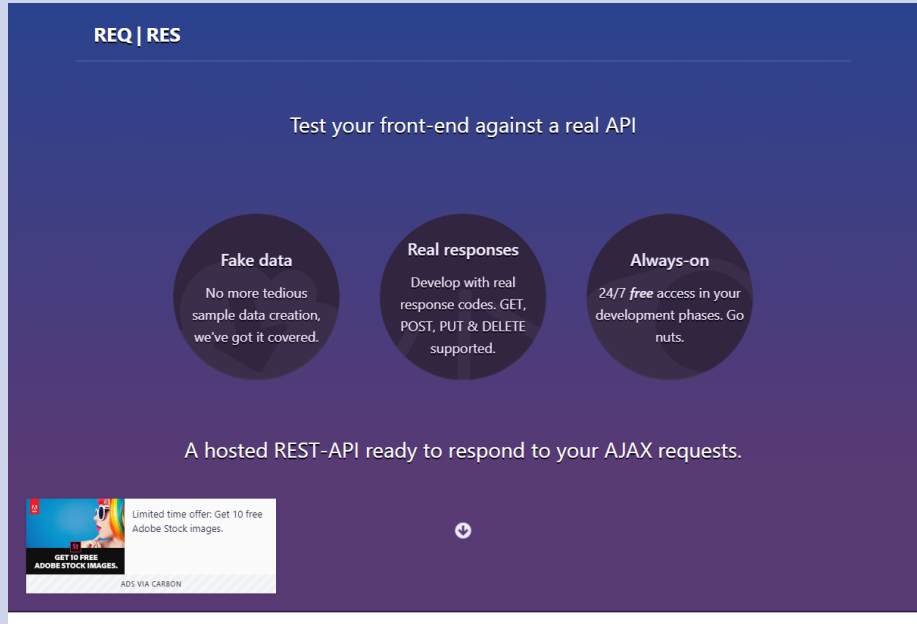 REQ | RES
Test your front-end against a real API
Fake data
No more tedious
sample data creation,
we've got it covered.
Real responses
Develop with real
response codes. GET,
POST, PUT & DELETE
supported.
Always-on
24/7 free access in your
development phases. Go
nuts.
A hosted REST-API ready to respond to your AJAX requests.
Limited time offer: Get 10 free
Adobe Stock images.
St
GET 10 FREE
ADOBE STOCK IMAGES.
ADS VIA CARBON